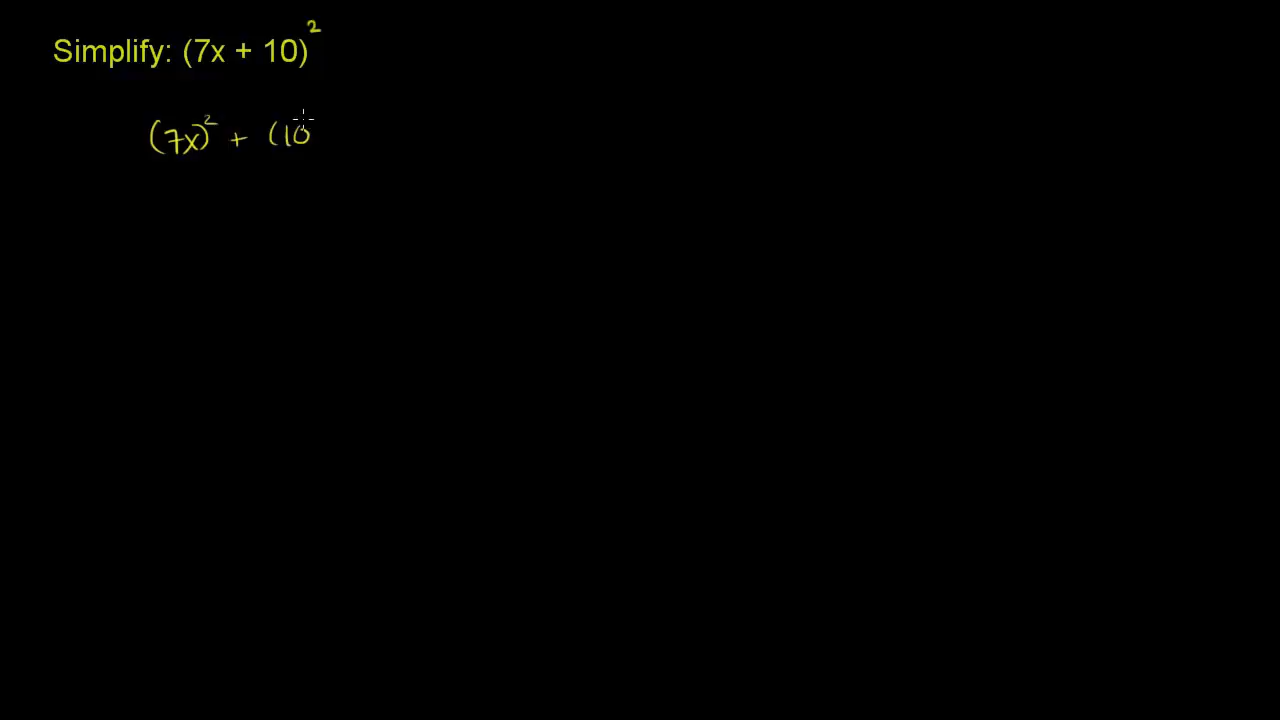 Simplify: (7x + 10)²
(7x)² + (10